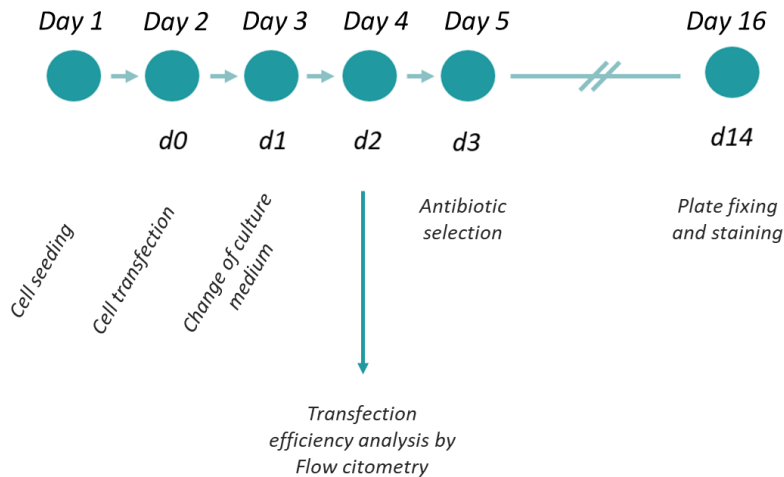 Day 1
Day 2
Day 3
Day 4
Day 5
Day 16
d0
d1
d2
d3
d14
Cell seeding
Cell transfection
Change of culture
medium
Antibiotic
selection
Plate fixing
and staining
Transfection
efficiency analysis by
Flow citometry